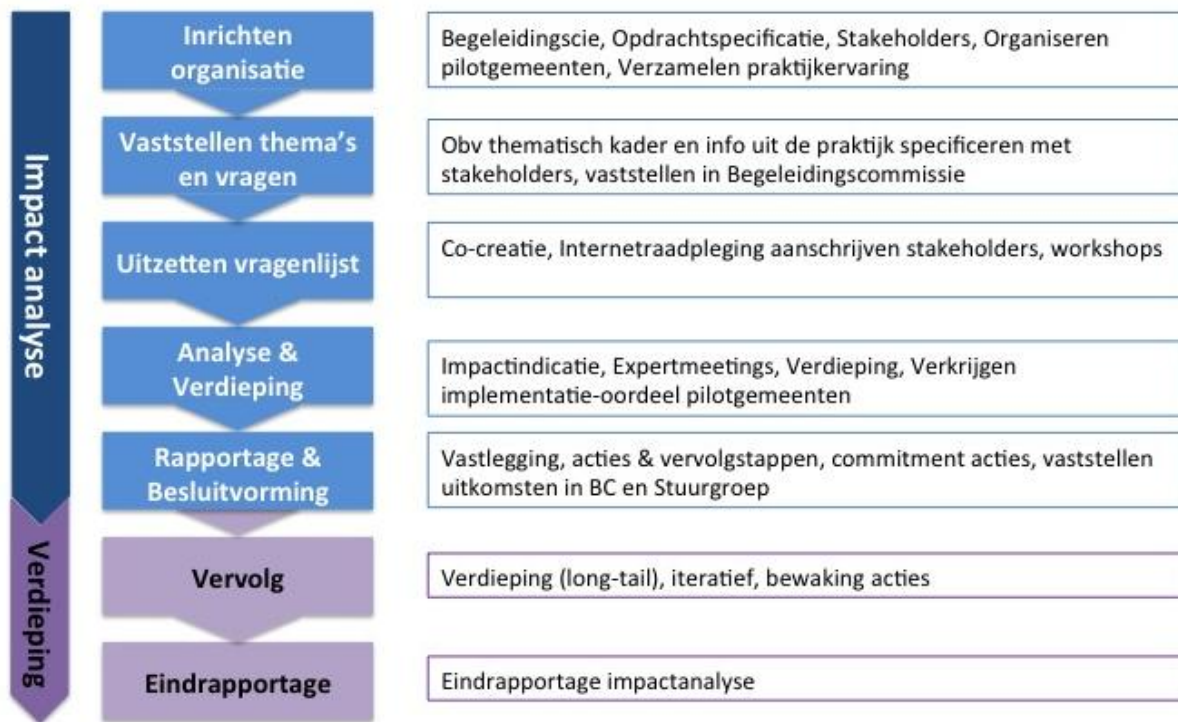 Impact analyse
Verdieping
Inrichten
organisatie
Begeleidingscie, Opdrachtspecificatie, Stakeholders, Organiseren
pilotgemeenten, Verzamelen praktijkervaring
Vaststellen thema's
en vragen
Obv thematisch kader en info uit de praktijk specificeren met
stakeholders, vaststellen in Begeleidingscommissie
Uitzetten vragenlijst
Co-creatie, Internetraadpleging aanschrijven stakeholders, workshops
Analyse &
Verdieping
Impactindicatie, Expertmeetings, Verdieping, Verkrijgen
implementatie-oordeel pilotgemeenten
Rapportage &
Besluitvorming
Vastlegging, acties & vervolgstappen, commitment acties, vaststellen
uitkomsten in BC en Stuurgroep
Vervolg
Verdieping (long-tail), iteratief, bewaking acties
Eindrapportage
Eindrapportage impactanalyse